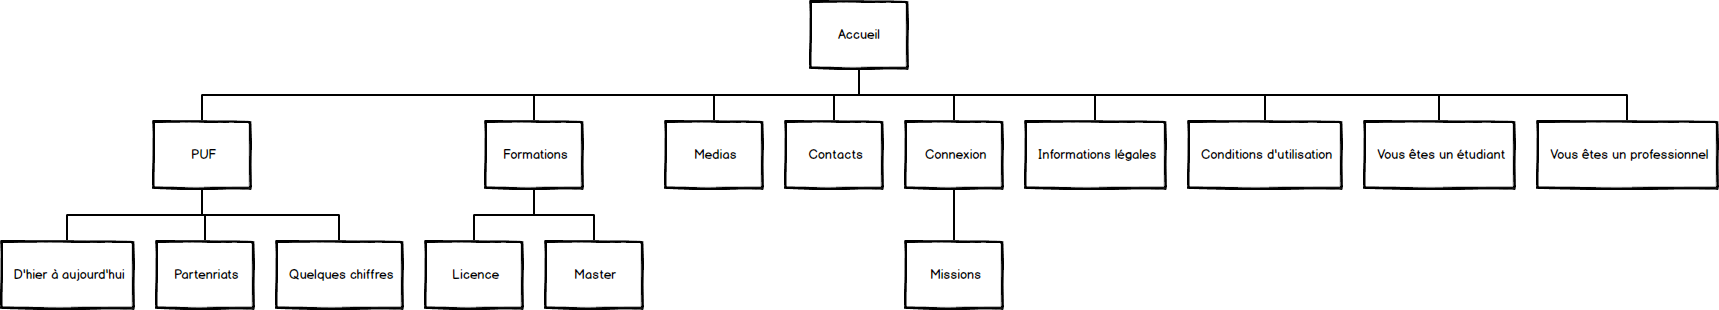 Accueil
PUF
Formations
Medias
Contacts
Connexion
Informations légales
Conditions d'utilisation
Vous êtes un étudiant
Vous êtes un professionnel
D'hier à aujourd'hui
Partenriats
Quelques chiffres
Licence
Master
Missions